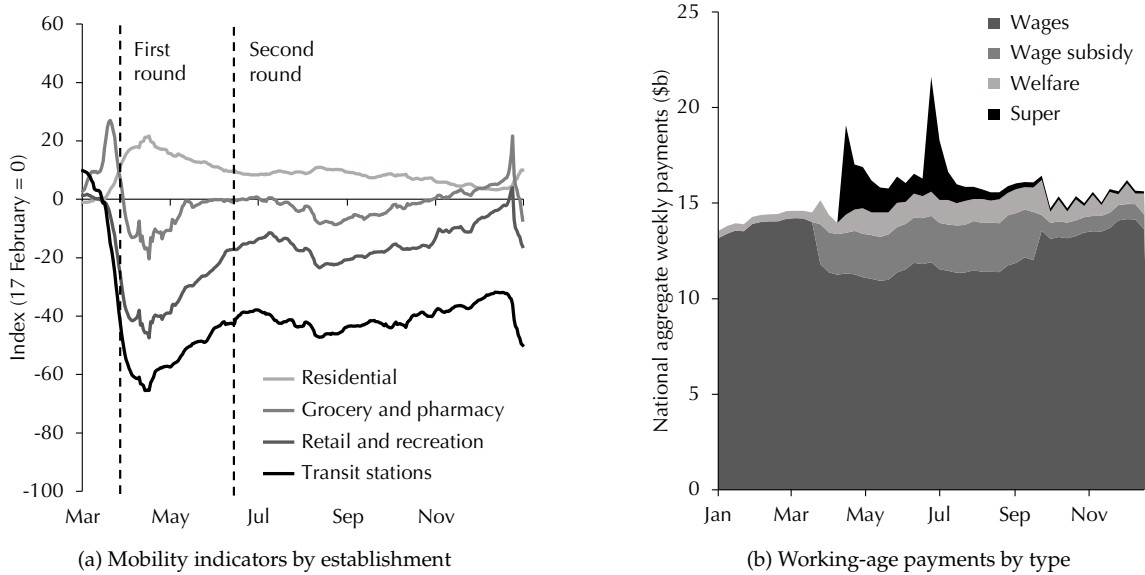 60
40
20
0
-20
-40
-60
-80
-100
Index (17 February = 0)
First
round
Second
round
Residential
Grocery and pharmacy
Retail and recreation
Transit stations
Mar
May
Jul
Sep
Nov
(a) Mobility indicators by establishment
25
20
15
10
5
0
National aggregate weekly payments ($b)
Wages
Wage subsidy
Welfare
Super
Jan
Mar
May
Jul
Sep
Nov
(b) Working-age payments by type